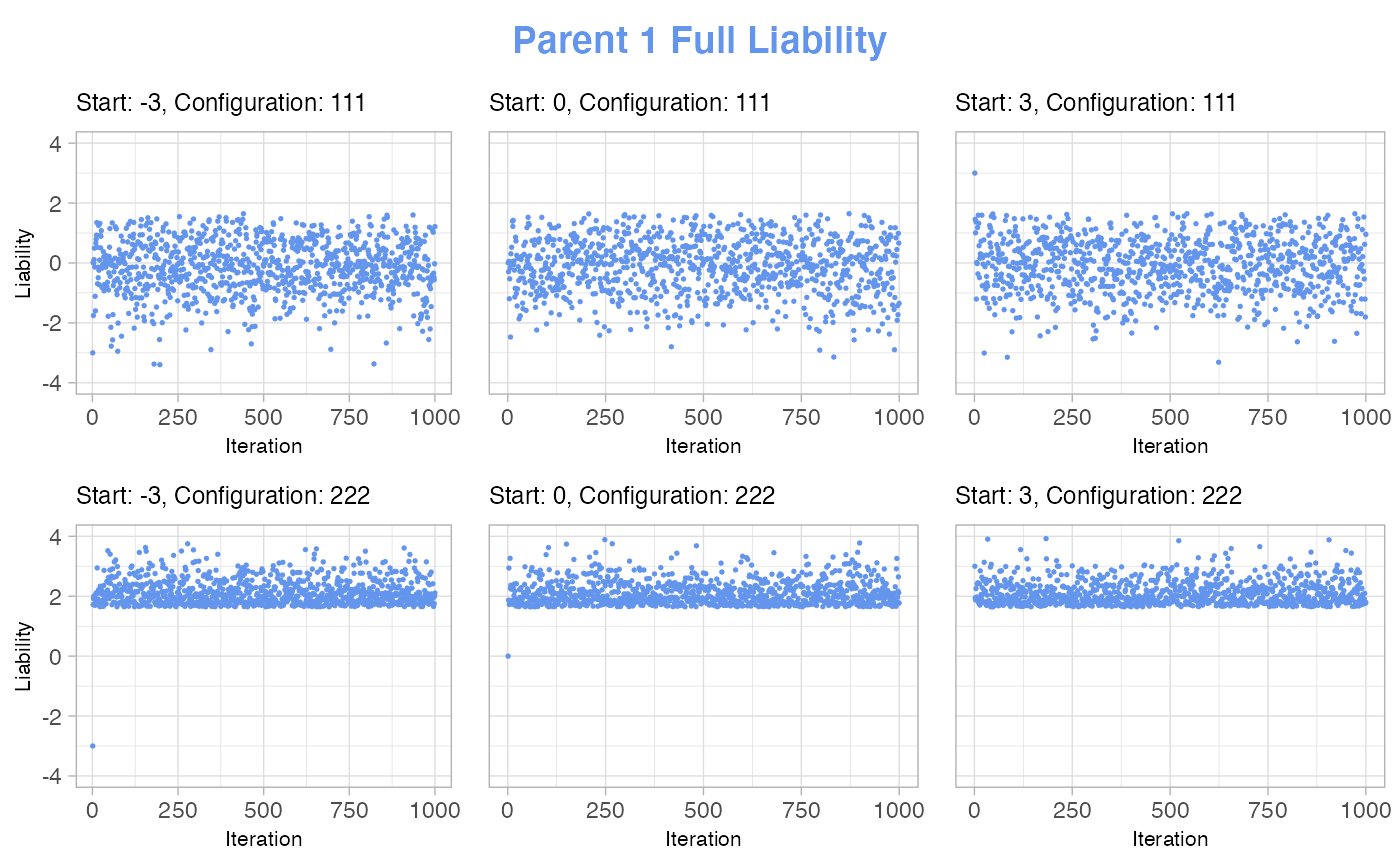 Parent 1 Full Liability
Start: -3, Configuration: 111
Start: 0, Configuration: 111
Start: 3, Configuration: 111
Liability
4
2
0
-2
-4
0 250 500 750 1000
0 250 500 750 1000
0 250 500 750 1000
Iteration
Iteration
Iteration
Start: -3, Configuration: 222
Start: 0, Configuration: 222
Start: 3, Configuration: 222
Liability
4
2
0
-2
-4
0 250 500 750 1000
0 250 500 750 1000
0 250 500 750 1000
Iteration
Iteration
Iteration